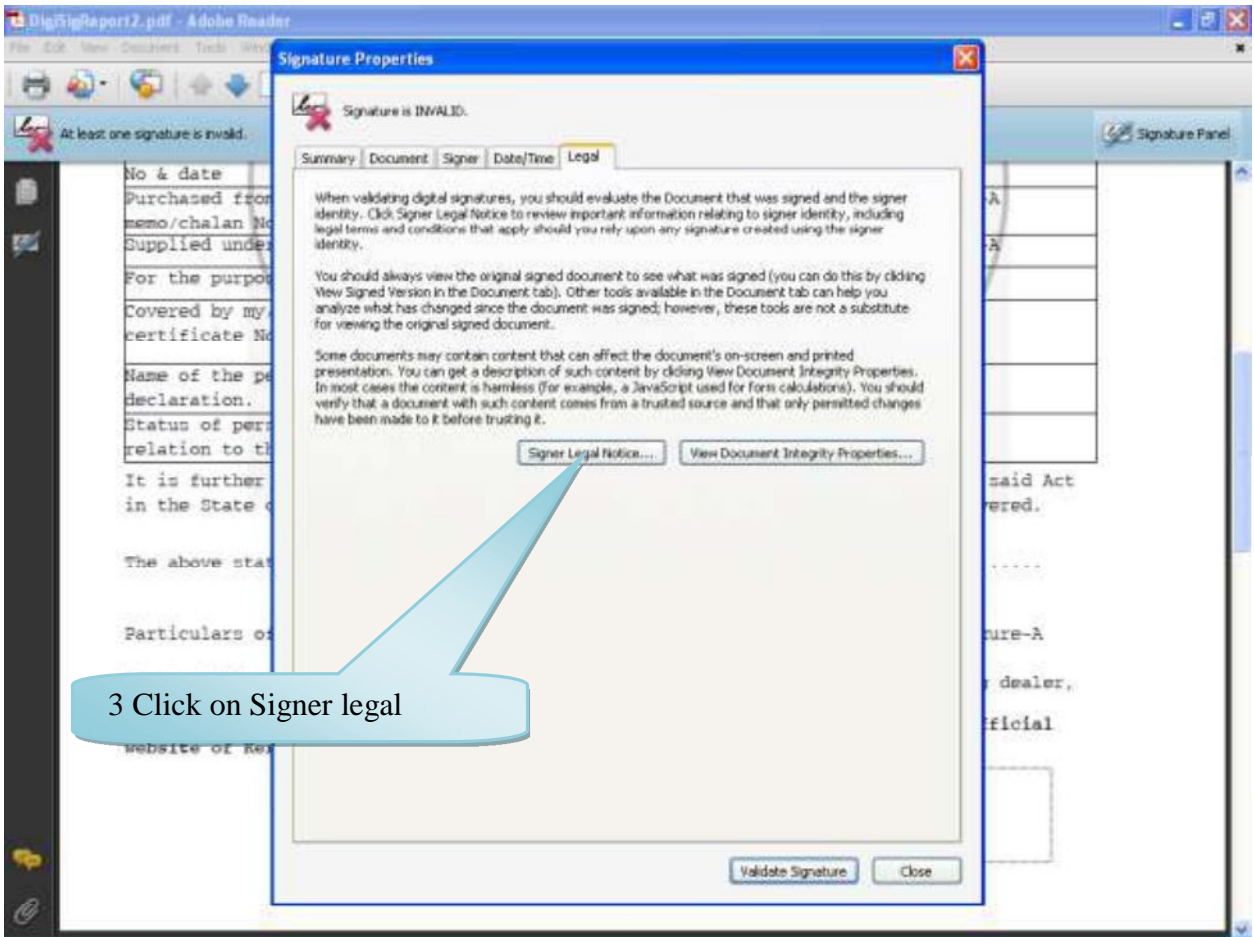 DigiSigReport2.pdf - Adobe Reader
File Edit View Document Tools
Signature Properties
Signature is INVALID.
At least one signature is invalid.
Signature Panel
Summary Document Signer Date/Time Legal
When validating digital signatures, you should evaluate the Document that was signed and the signer
identity. Click Signer Legal Notice to review important information relating to signer identity, including
legal terms and conditions that apply should you rely upon any signature created using the signer
identity.
You should always view the original signed document to see what was signed (you can do this by clicking
View Signed Version in the Document tab). Other tools available in the Document tab can help you
analyze what has changed since the document was signed; however, these tools are not a substitute
for viewing the original signed document.
Some documents may contain content that can affect the document's on-screen and printed
presentation. You can get a description of such content by clicking View Document Integrity Properties.
In most cases the content is harmless (for example, a JavaScript used for form calculations). You should
verify that a document with such content comes from a trusted source and that only permitted changes
have been made to it before trusting it.
Signer Legal Notice... View Document Integrity Properties...
Validate Signature Close
No & date
Purchased from -A
memo/chalan No
Supplied under -A
For the purpos
Covered by my/
certificate No
Name of the pe
declaration.
Status of pers
relation to th
It is further said Act
in the State o vered.
The above stat .....
Particulars of ure-A
dealer,
3 Click on Signer legal
ficial
website of Ker